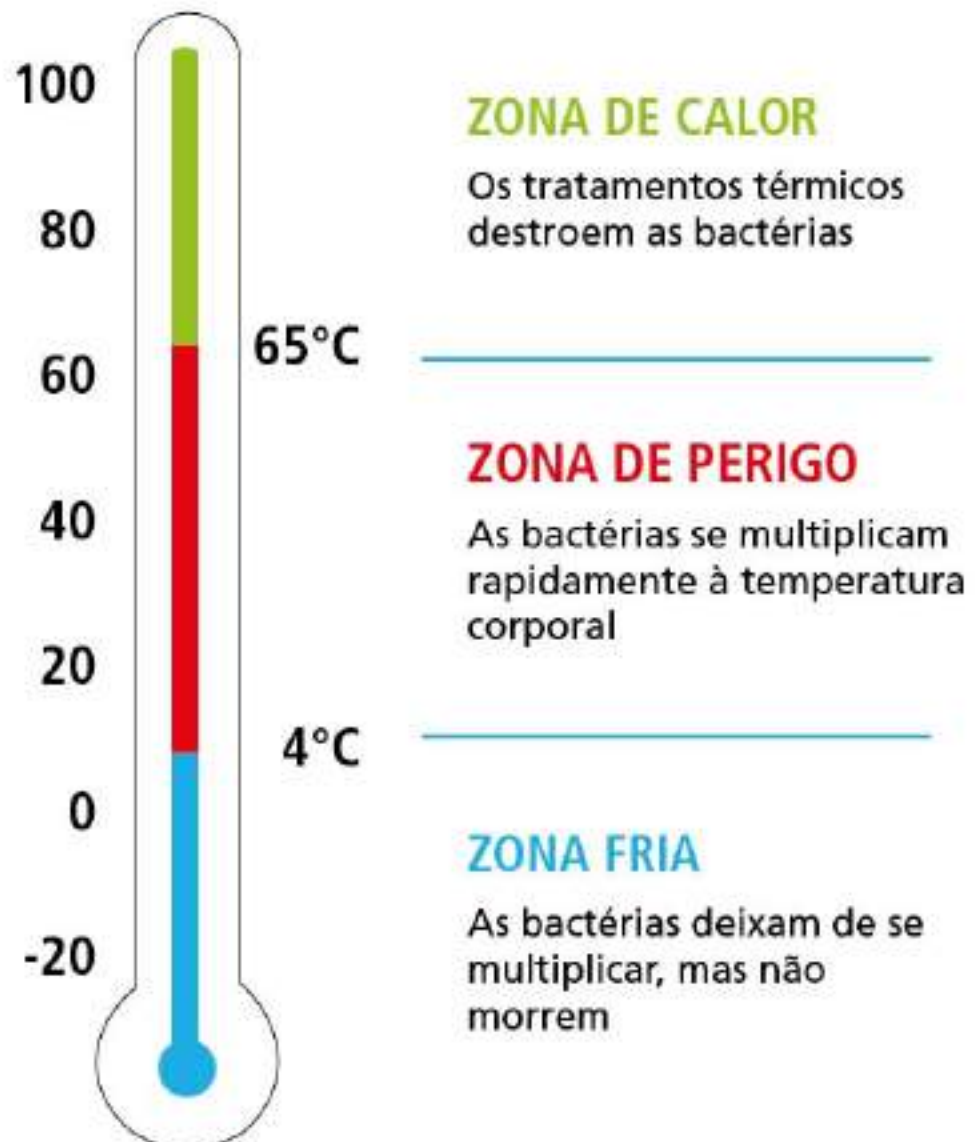 100
80
65°C
60
40
20
4°C
0
-20
ZONA DE CALOR
Os tratamentos térmicos
destroem as bactérias
ZONA DE PERIGO
As bactérias se multiplicam
rapidamente à temperatura
corporal
ZONA FRIA
As bactérias deixam de se
multiplicar, mas não
morrem